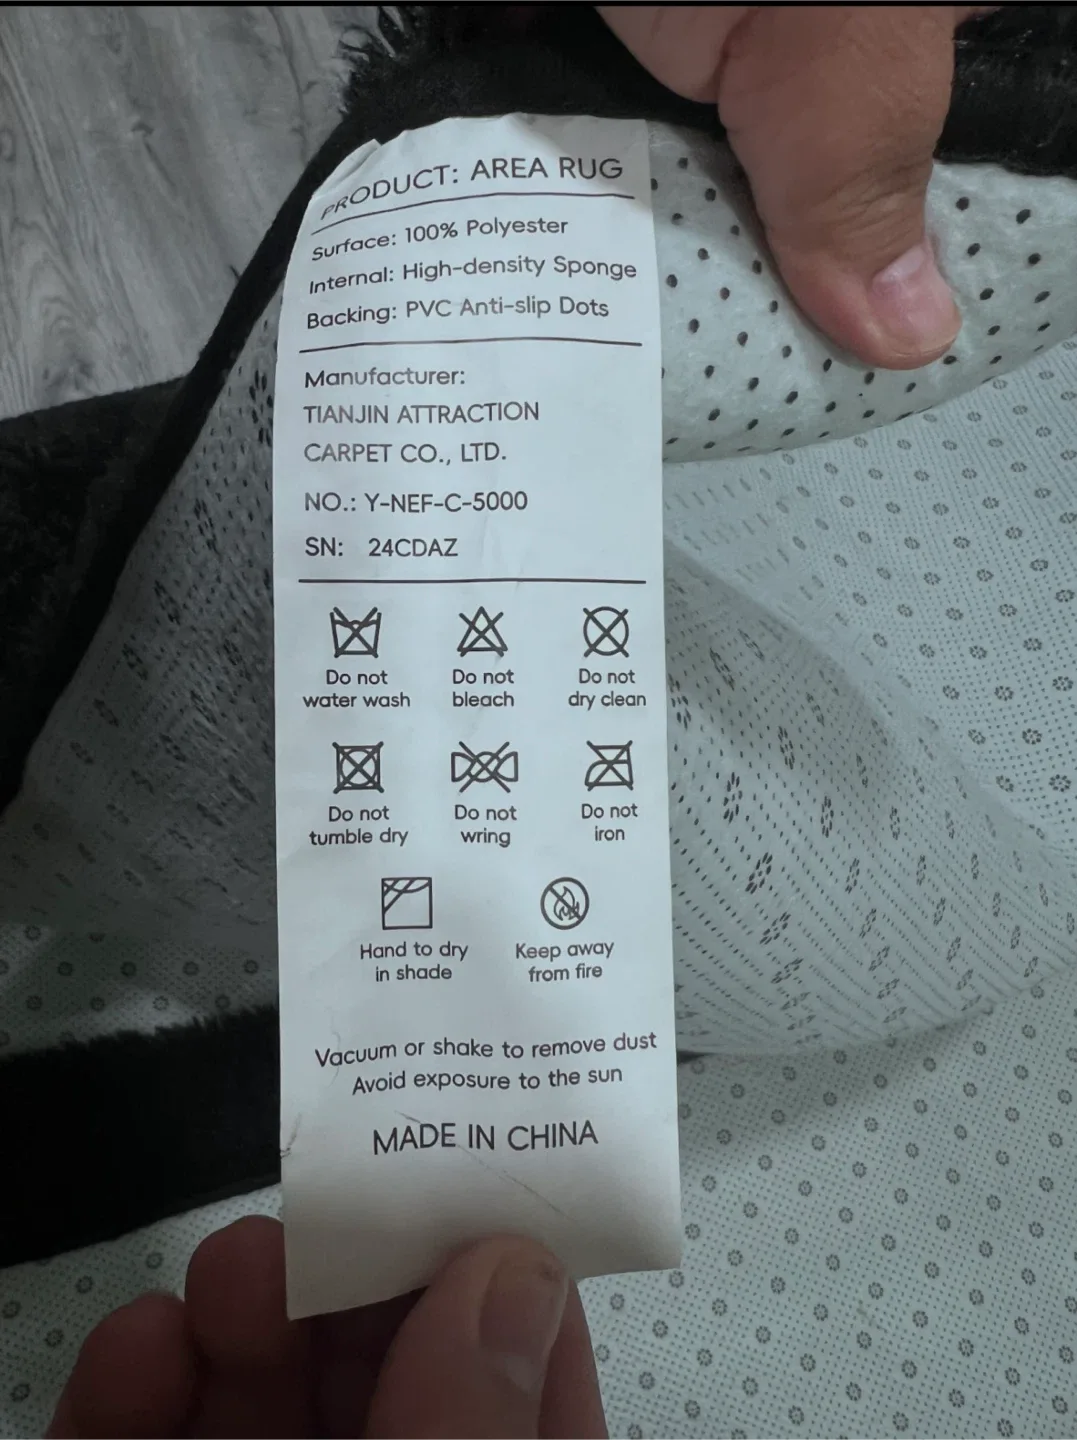 PRODUCT: AREA RUG
Surface: 100% Polyester
Internal: High-density Sponge
Backing: PVC Anti-slip Dots
Manufacturer:
TIANJIN ATTRACTION
CARPET CO., LTD.
NO.: Y-NEF-C-5000
SN: 24CDAZ
Do not water wash
Do not bleach
Do not dry clean
Do not tumble dry
Do not wring
Do not iron
Hand to dry in shade
Keep away from fire
Vacuum or shake to remove dust
Avoid exposure to the sun
MADE IN CHINA